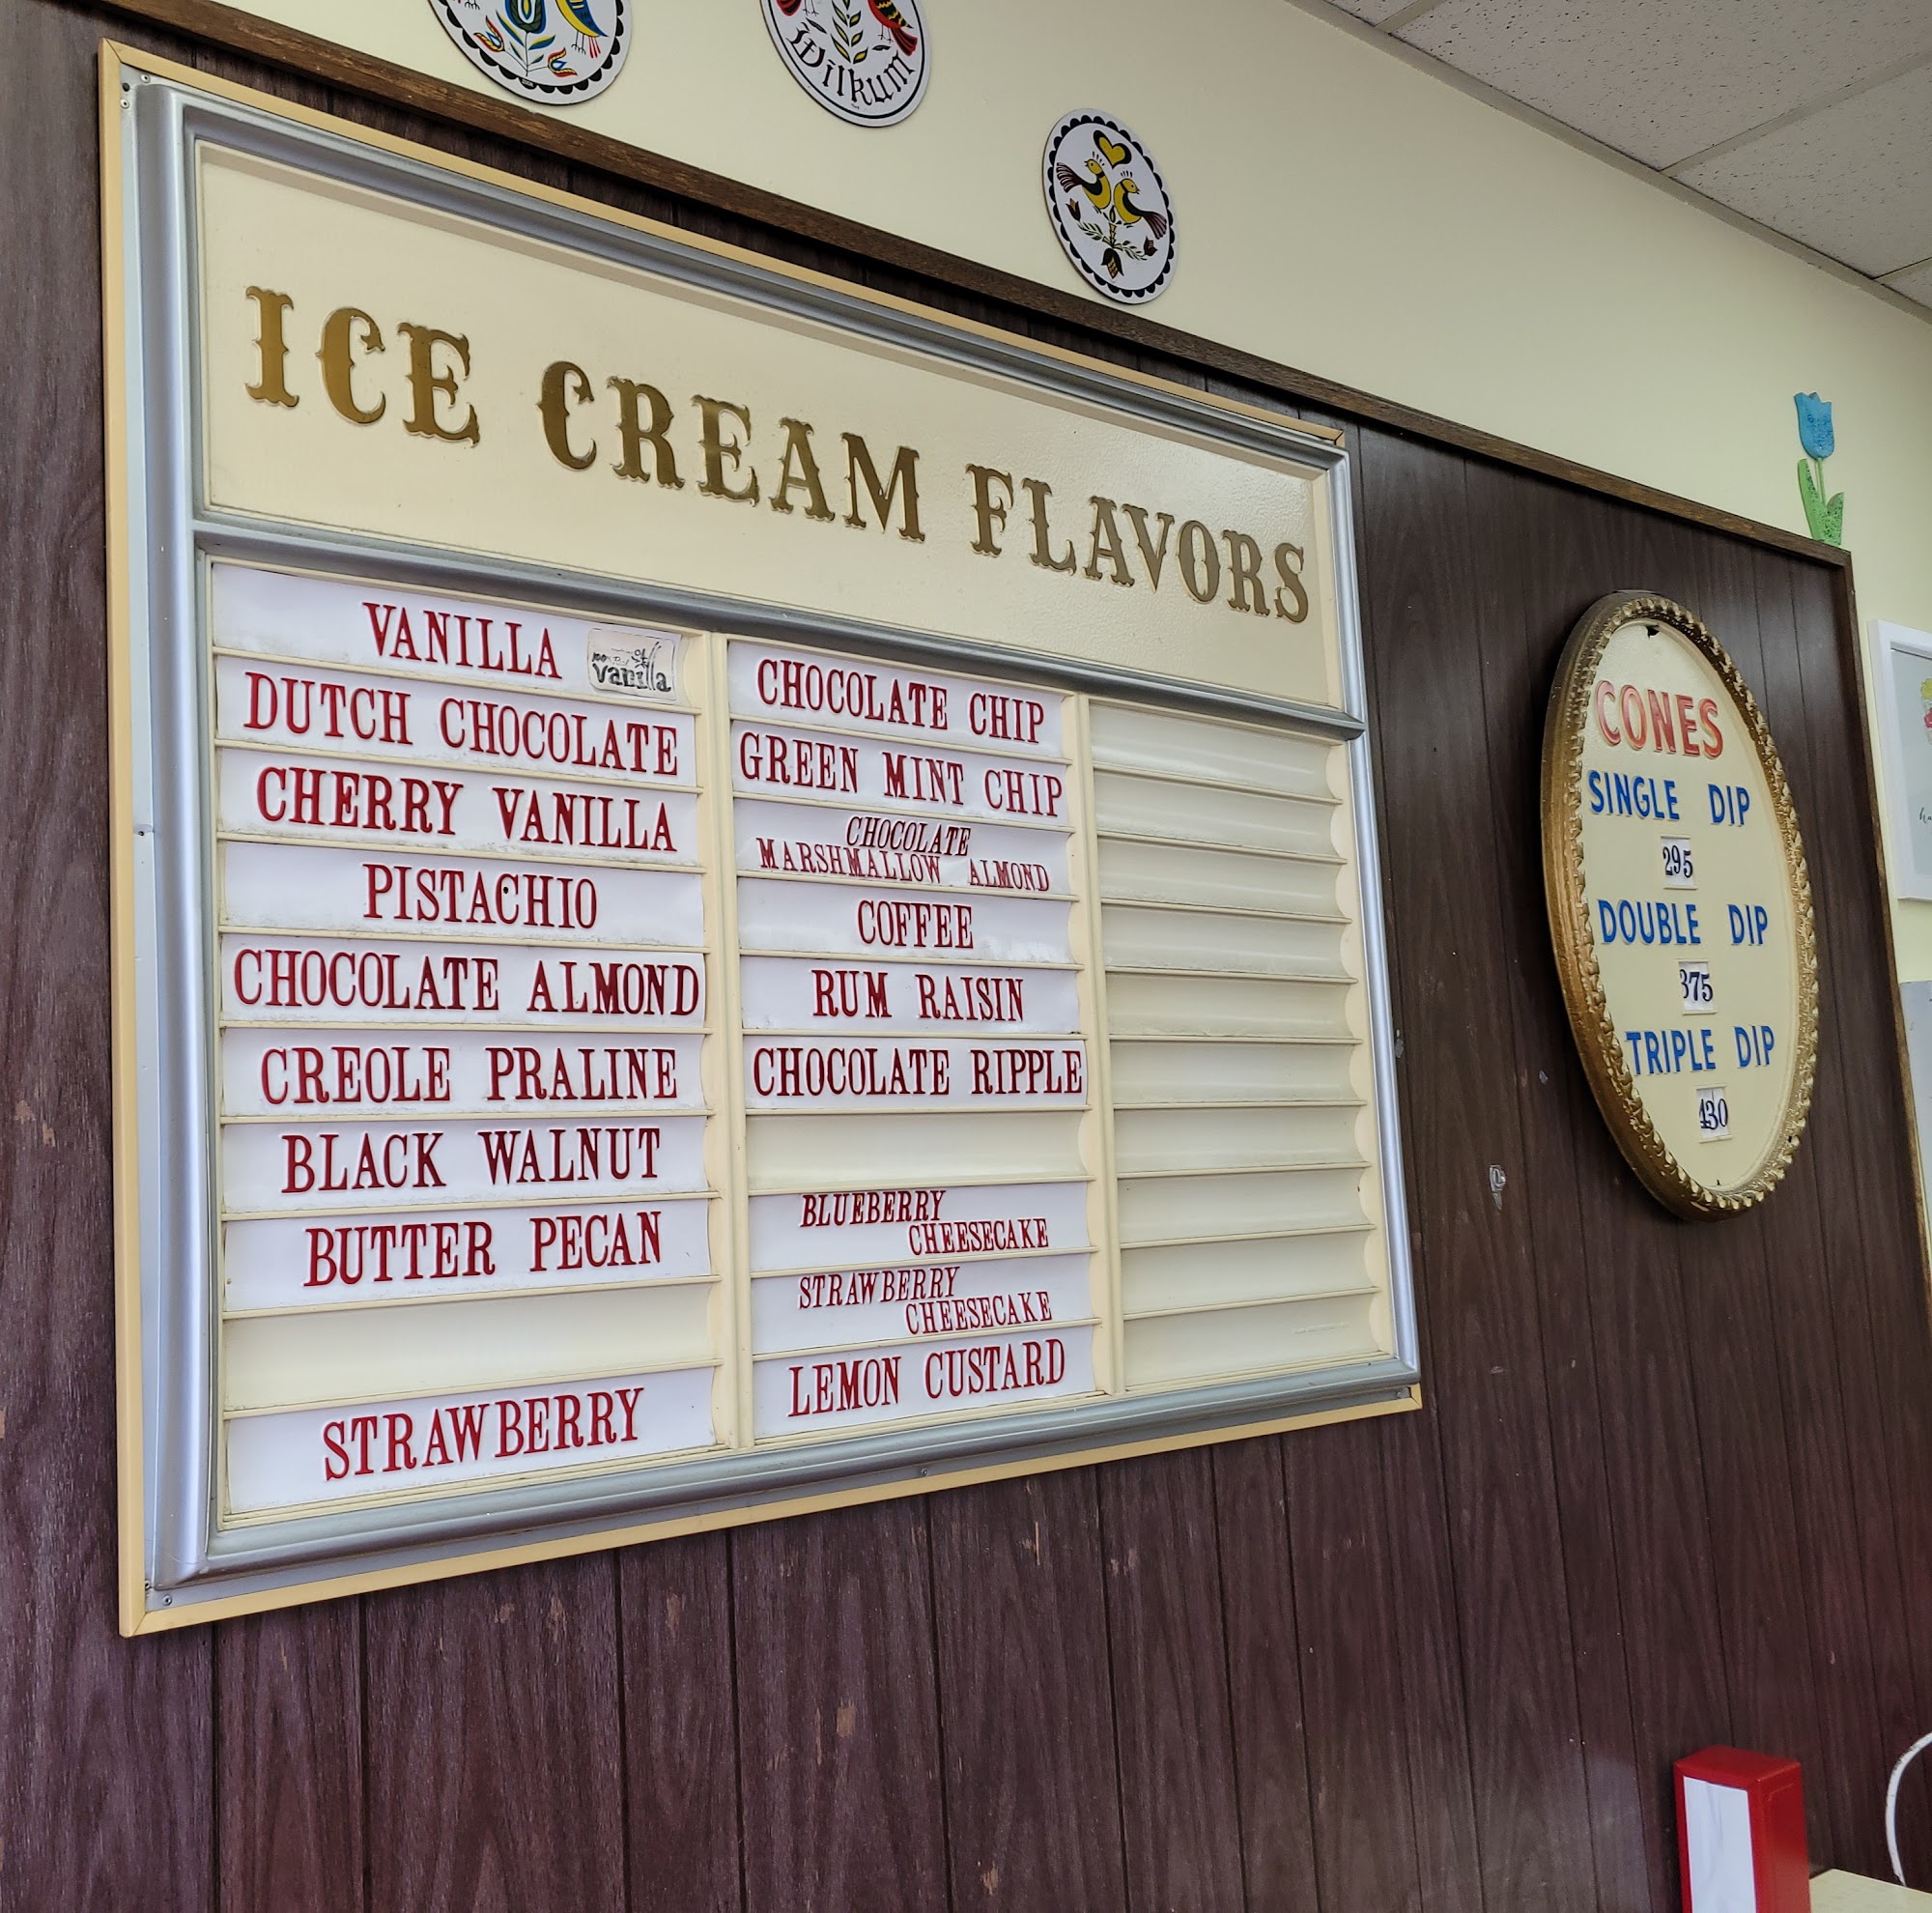 Wilkum
ICE CREAM FLAVORS
VANILLA
vanilla
DUTCH CHOCOLATE
CHERRY VANILLA
PISTACHIO
CHOCOLATE ALMOND
CREOLE PRALINE
BLACK WALNUT
BUTTER PECAN
STRAWBERRY
CHOCOLATE CHIP
GREEN MINT CHIP
CHOCOLATE
MARSHMALLOW ALMOND
COFFEE
RUM RAISIN
CHOCOLATE RIPPLE
BLUEBERRY
CHEESECAKE
STRAWBERRY
CHEESECAKE
LEMON CUSTARD
CONES
SINGLE DIP
295
DOUBLE DIP
375
TRIPLE DIP
430